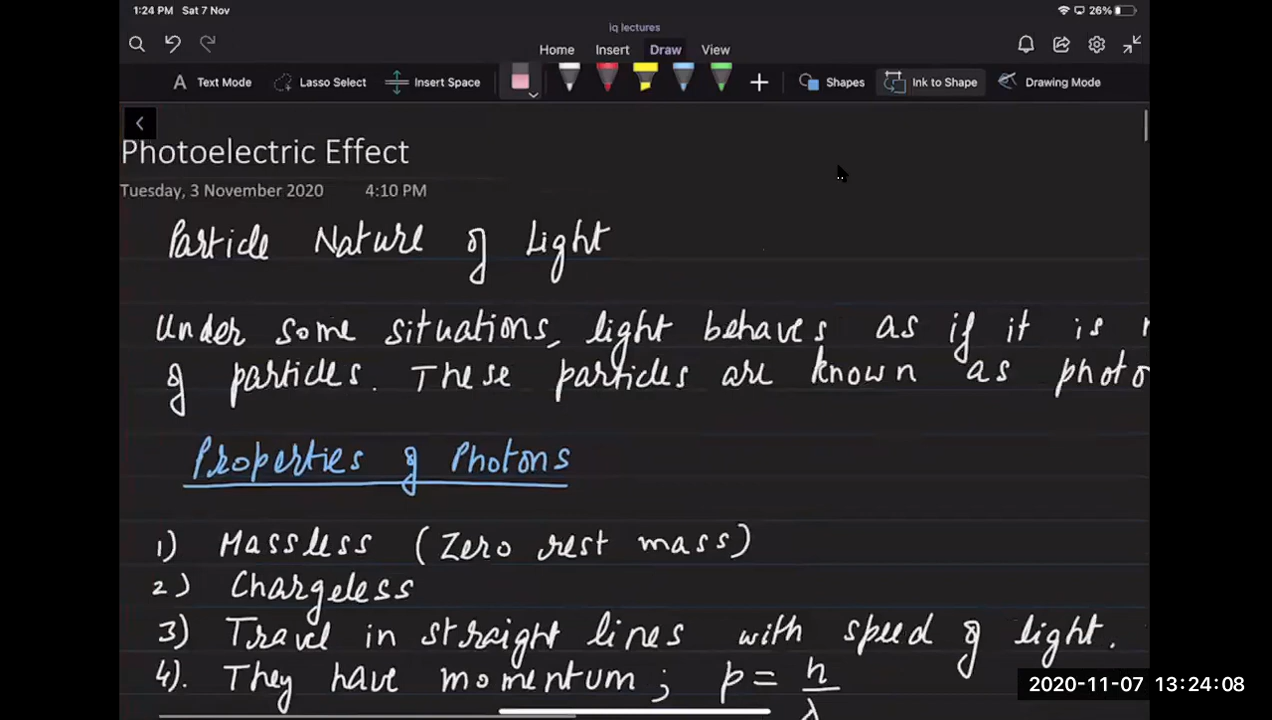 1:24 PM Sat 7 Nov
26%
iq lectures
Home Insert Draw View
A Text Mode Lasso Select Insert Space Shapes Ink to Shape Drawing Mode
Photoelectric Effect
Tuesday, 3 November 2020 4:10 PM
Particle Nature of Light
Under some situations, light behaves as if it is
of particles. These particles are known as photo
Properties of Photons
1) Massless (Zero rest mass)
2) Chargeless
3) Travel in straight lines with speed of light.
4). They have momentum; p = h/λ
2020-11-07 13:24:08